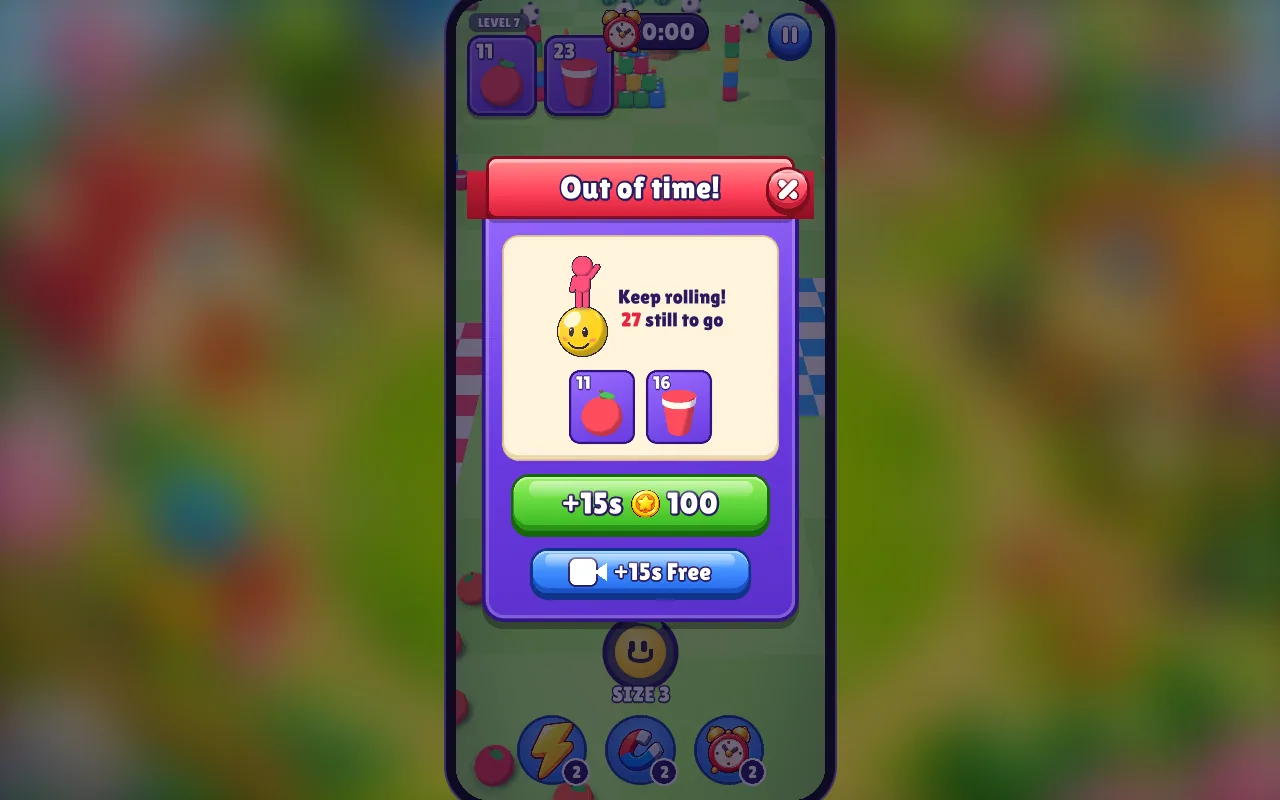 LEVEL 7
11
23
0:00
Out of time!
Keep rolling!
27 still to go
11
16
+15s 100
+15s Free
SIZE 3
2
2
2